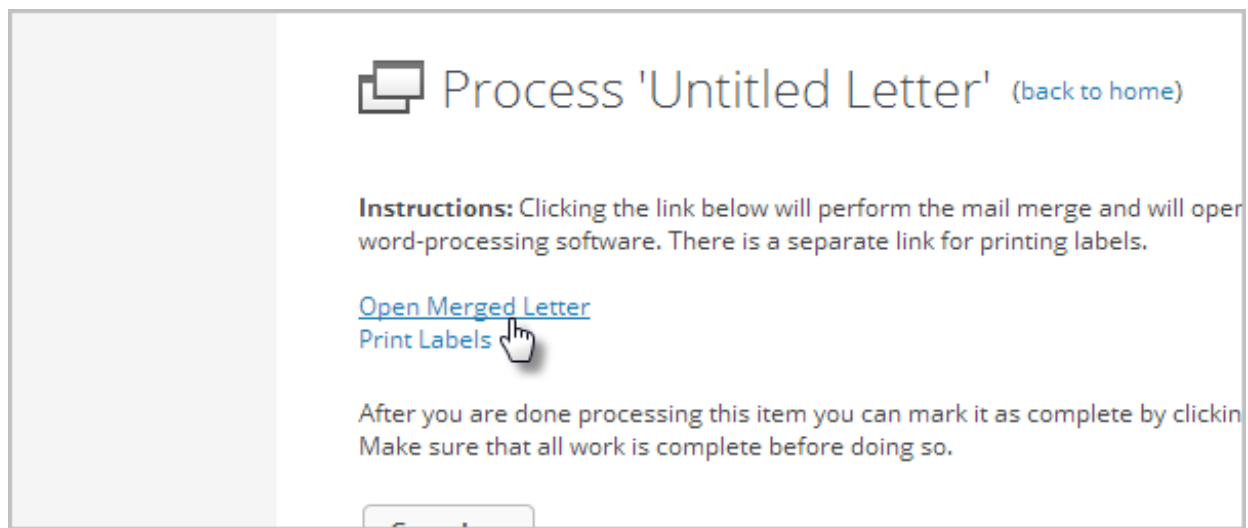 Process 'Untitled Letter' (back to home)
Instructions: Clicking the link below will perform the mail merge and will oper
word-processing software. There is a separate link for printing labels.
Open Merged Letter
Print Labels
After you are done processing this item you can mark it as complete by clickin
Make sure that all work is complete before doing so.